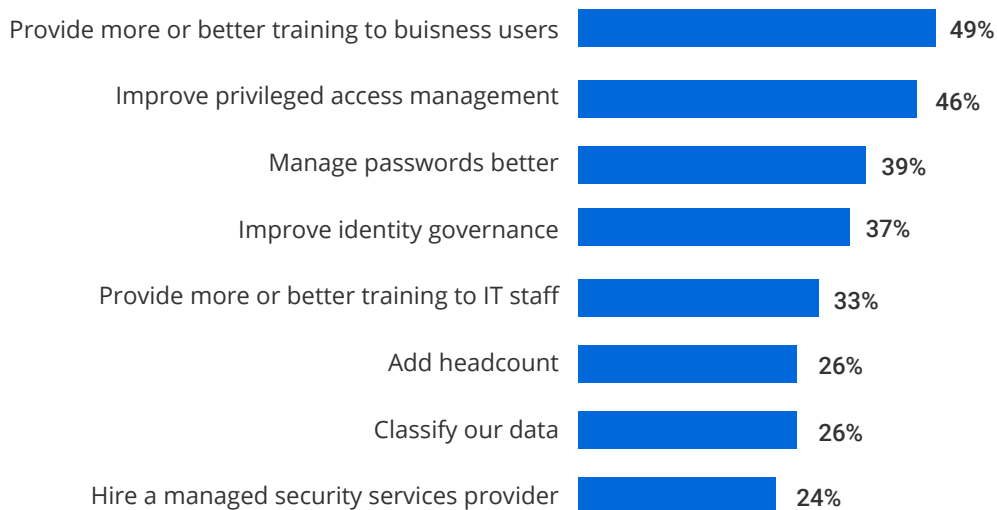 Provide more or better training to buisness users 49%
Improve privileged access management 46%
Manage passwords better 39%
Improve identity governance 37%
Provide more or better training to IT staff 33%
Add headcount 26%
Classify our data 26%
Hire a managed security services provider 24%